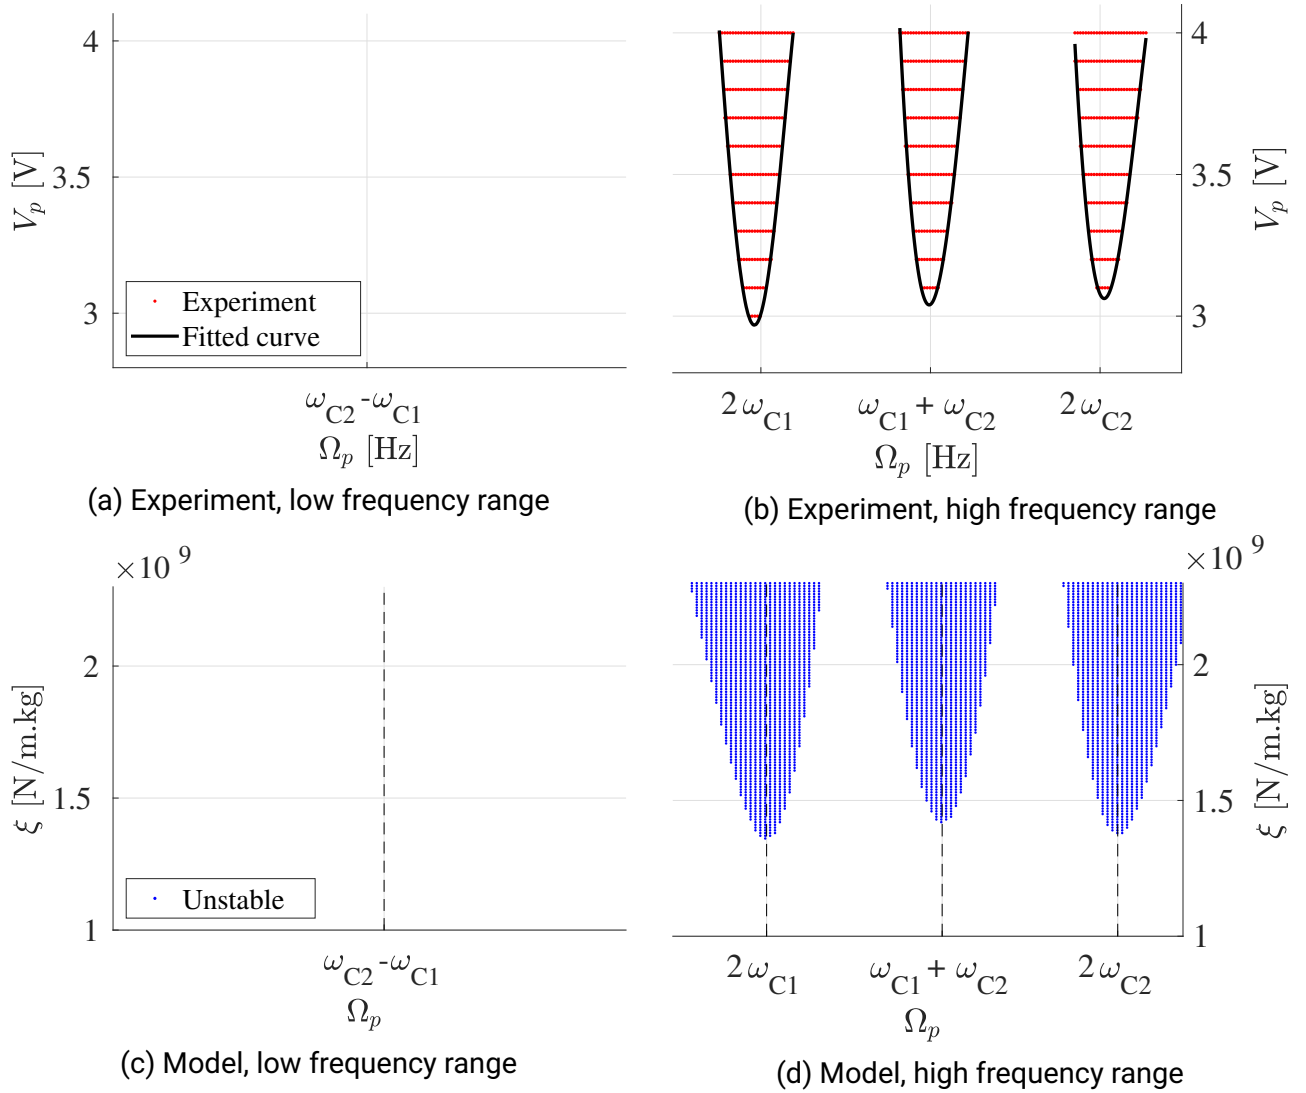 4
3.5
3
V_p [V]
Experiment
Fitted curve
ω_C2 - ω_C1
Ω_p [Hz]
(a) Experiment, low frequency range
4
3.5
3
V_p [V]
2ω_C1
ω_C1 + ω_C2
2ω_C2
Ω_p [Hz]
(b) Experiment, high frequency range
×10^9
2
1.5
1
ξ [N/m.kg]
Unstable
ω_C2 - ω_C1
Ω_p
(c) Model, low frequency range
×10^9
2
1.5
1
ξ [N/m.kg]
2ω_C1
ω_C1 + ω_C2
2ω_C2
Ω_p
(d) Model, high frequency range